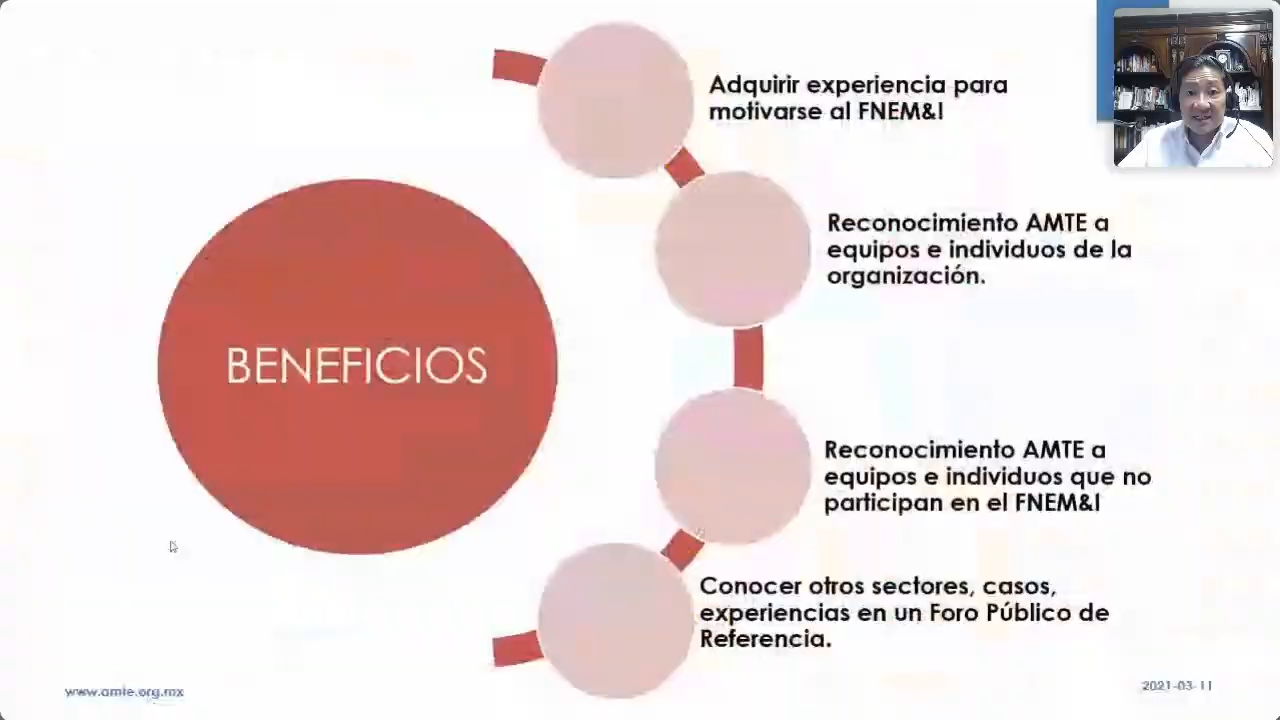 Adquirir experiencia para
motivarse al FNEM&I
Reconocimiento AMTE a
equipos e individuos de la
organización.
BENEFICIOS
Reconocimiento AMTE a
equipos e individuos que no
participan en el FNEM&I
Conocer otros sectores, casos,
experiencias en un Foro Público de
Referencia.
www.amte.org.mx
2021-03-11